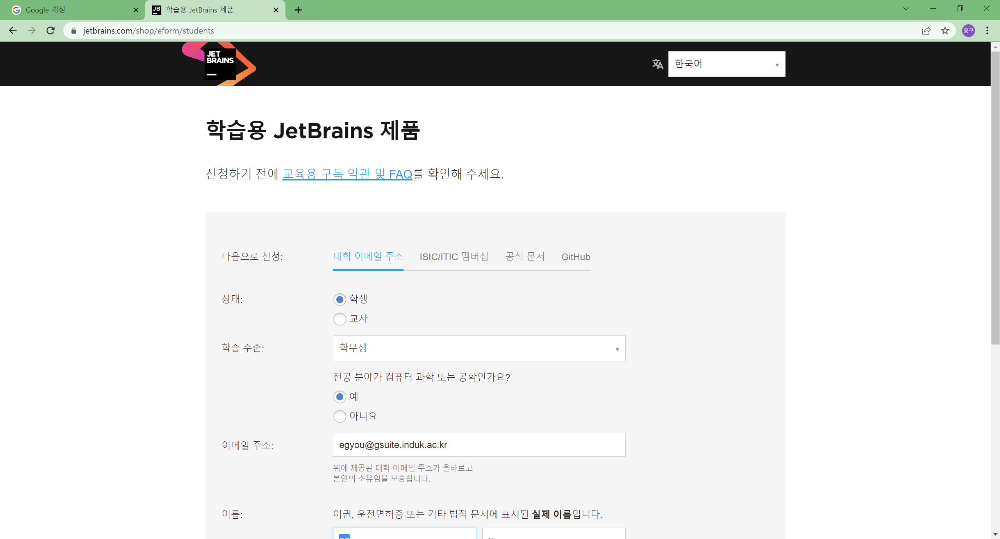 Google 계정
JB 학습용 JetBrains 제품
jetbrains.com/shop/eform/students
응구
JET
BRAINS
한국어
학습용 JetBrains 제품
신청하기 전에 교육용 구독 약관 및 FAQ를 확인해 주세요.
다음으로 신청: 대학 이메일 주소 ISIC/ITIC 멤버십 공식 문서 GitHub
상태: 학생
교사
학습 수준: 학부생
전공 분야가 컴퓨터 과학 또는 공학인가요?
예
아니요
이메일 주소: egyou@gsuite.induk.ac.kr
위에 제공된 대학 이메일 주소가 올바르고
본인의 소유임을 보증합니다.
이름: 여권, 운전면허증 또는 기타 법적 문서에 표시된 실제 이름입니다.